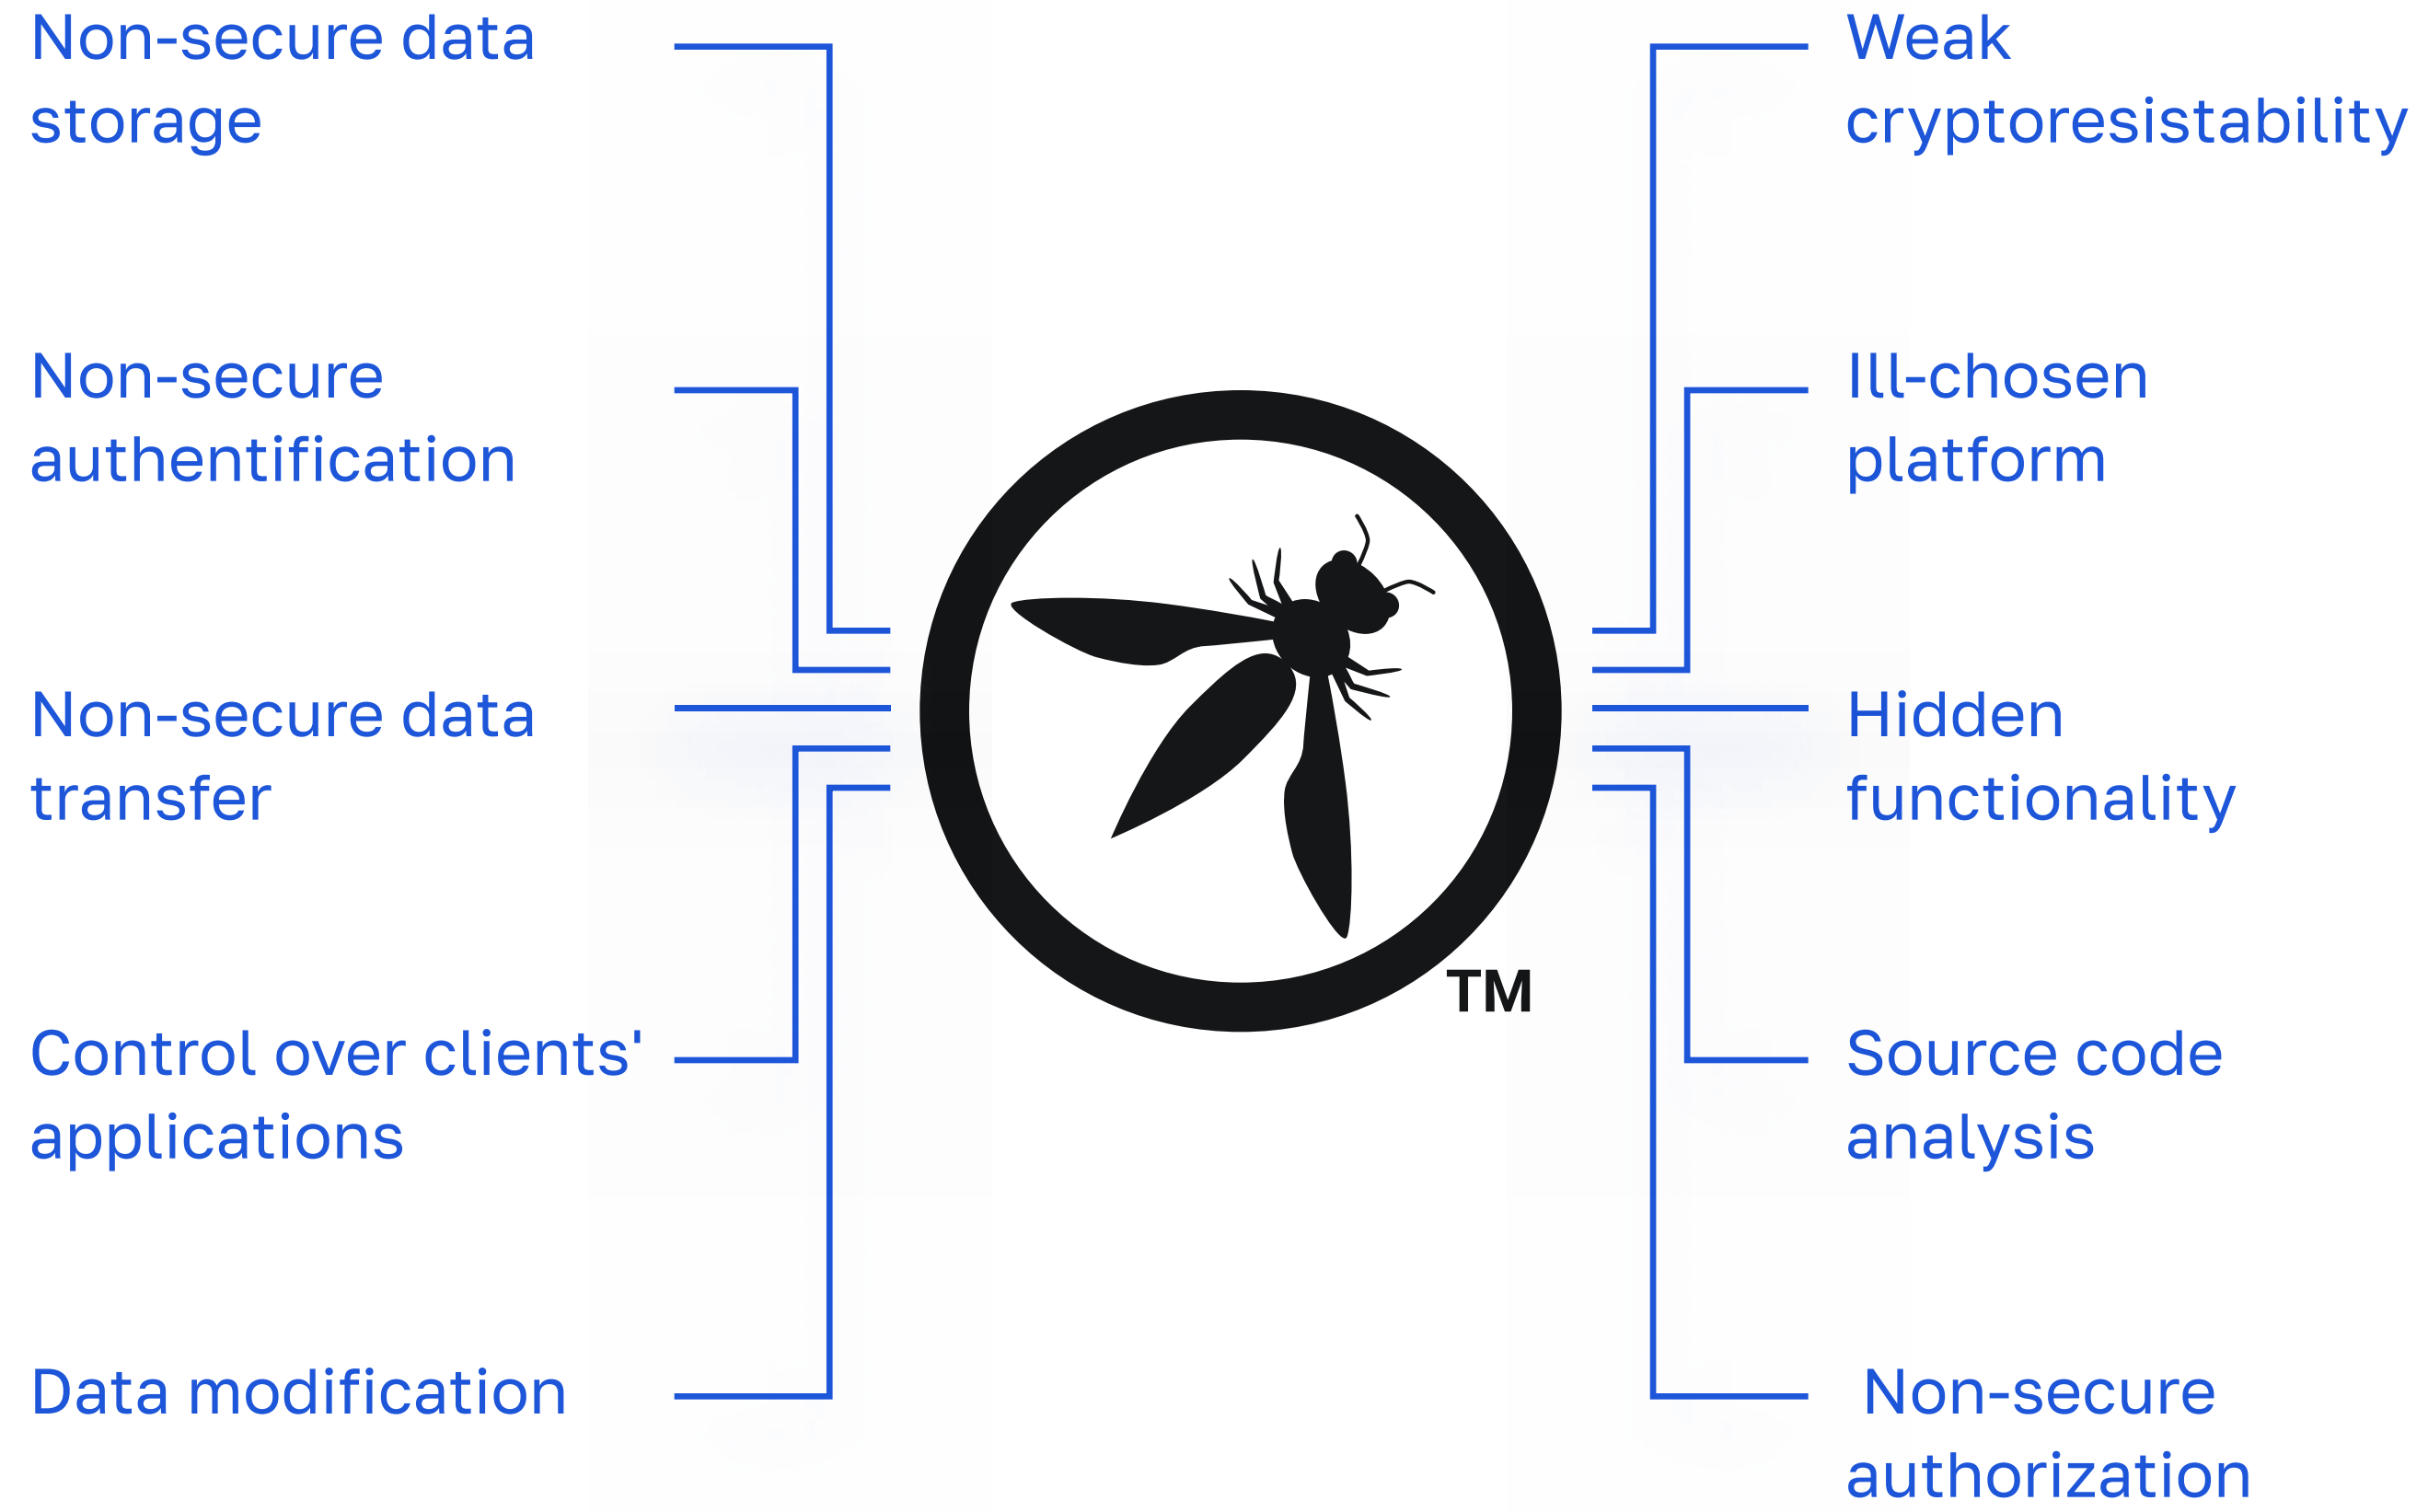 Non-secure data
storage
Non-secure
authentification
Non-secure data
transfer
Control over clients'
applications
Data modification
TM
Weak
cryptoresistability
Ill-chosen
platform
Hidden
functionality
Source code
analysis
Non-secure
authorization